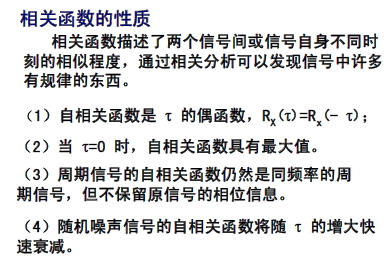 相关函数的性质
相关函数描述了两个信号间或信号自身不同时
刻的相似程度，通过相关分析可以发现信号中许多
有规律的东西。
（1）自相关函数是 τ 的偶函数，RX(τ)=Rx(- τ)；
（2）当 τ=0 时，自相关函数具有最大值。
（3）周期信号的自相关函数仍然是同频率的周
期信号，但不保留原信号的相位信息。
（4）随机噪声信号的自相关函数将随 τ 的增大快
速衰减。